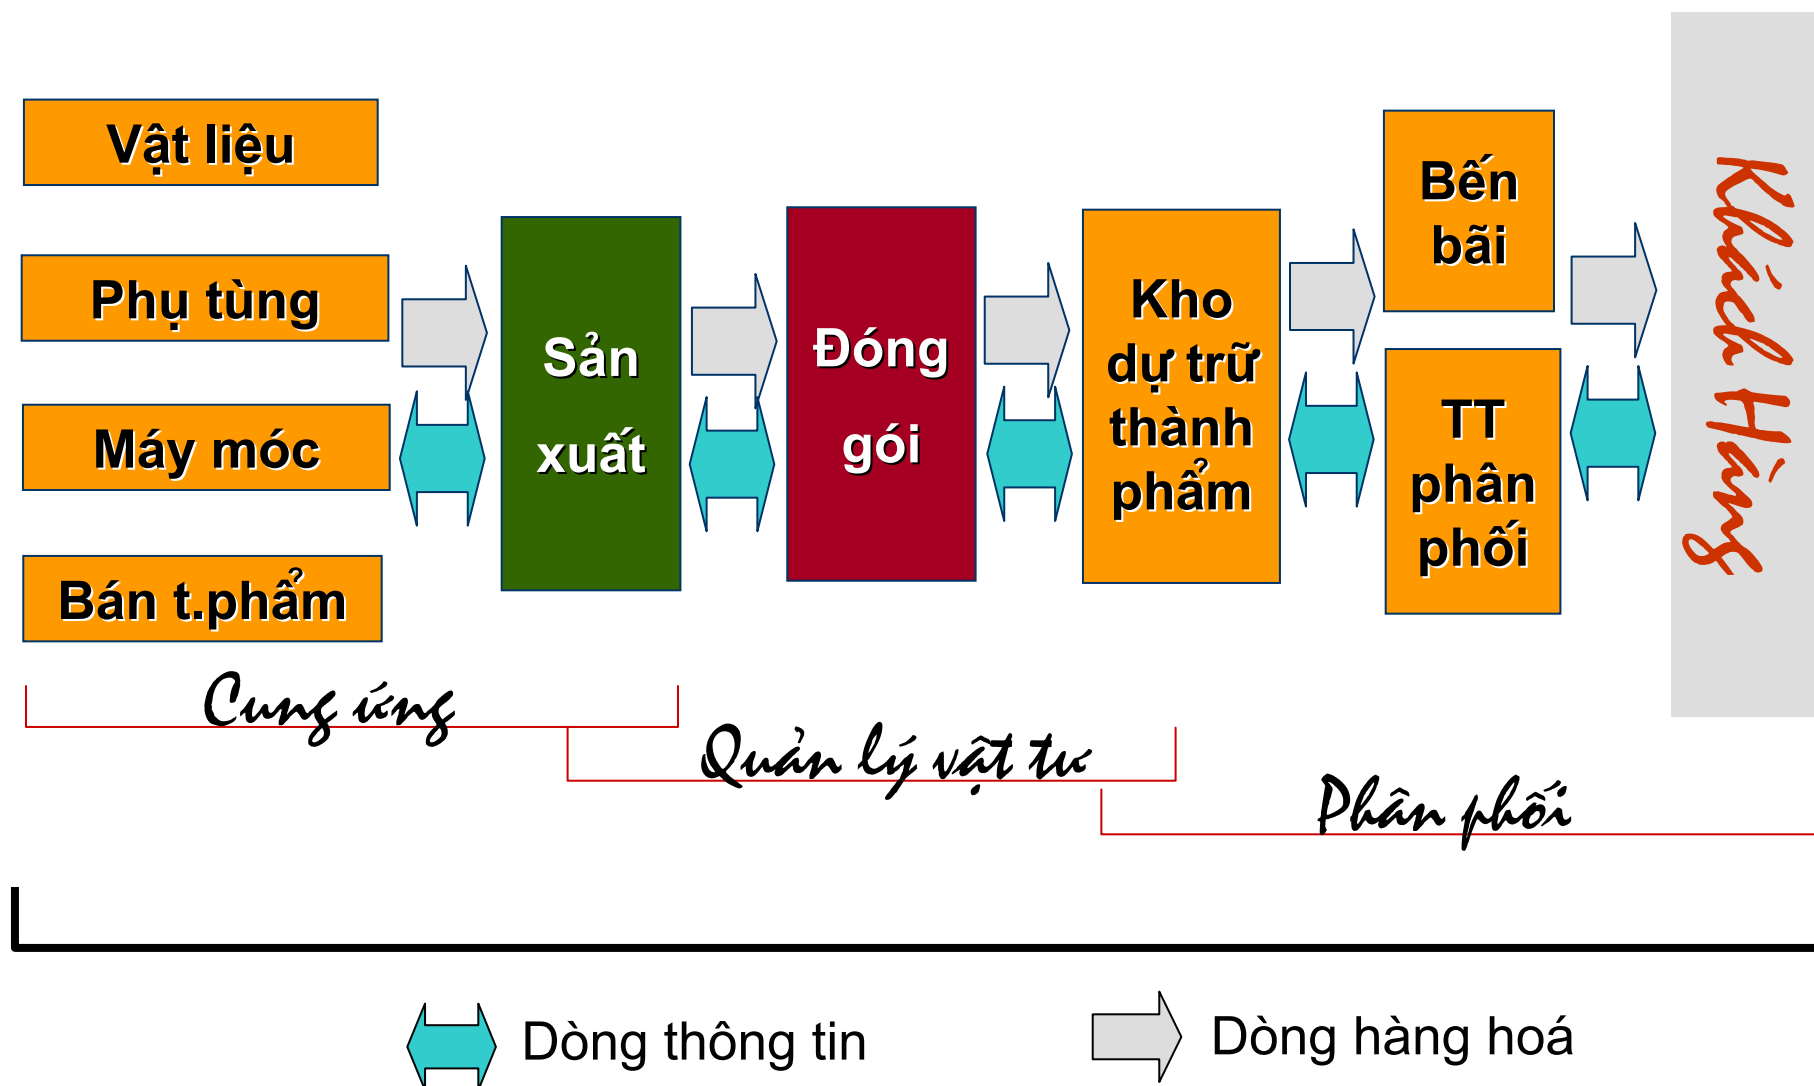 Vật liệu
Phụ tùng
Máy móc
Bán t.phẩm
Sản
xuất
Đóng
gói
Kho
dự trữ
thành
phẩm
Bến
bãi
TT
phân
phối
Khách Hàng
Cung ứng
Quản lý vật tư
Phân phối
Dòng thông tin
Dòng hàng hoá